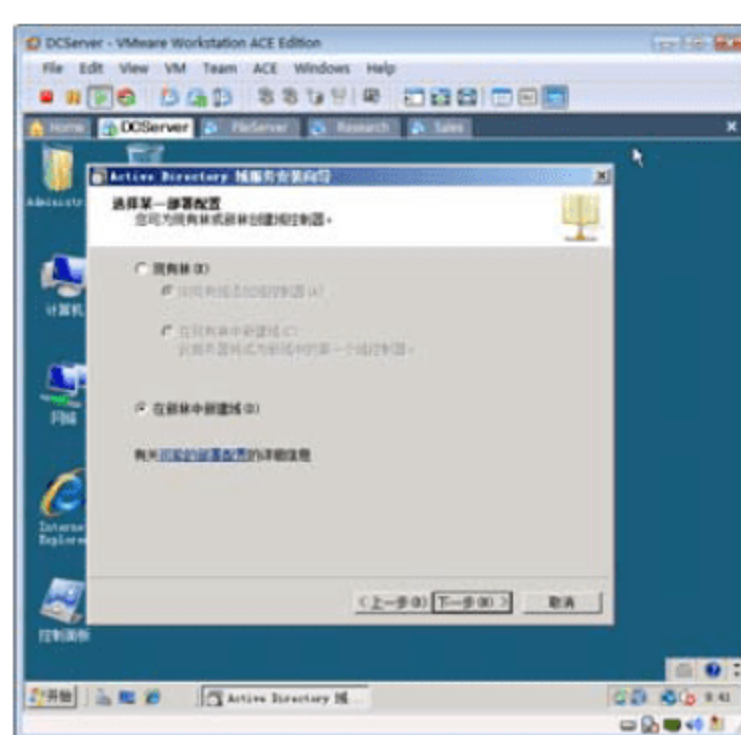 DCServer - VMware Workstation ACE Edition
File Edit View VM Team ACE Windows Help
Home DCServer FileServer Research Sales
Active Directory 域服务安装向导
选择某一部署配置
您可为现有林或新林创建域控制器。
现有林(E)
向现有域添加域控制器(A)
在现有林中新建域(C)
此服务器将成为新域中的第一个域控制器。
在新林中新建域(D)
有关可能的部署配置的详细信息
<上一步(B) 下一步(N) > 取消
计算机
网络
Internet
Explorer
控制面板
开始 Active Directory 域...
9:41